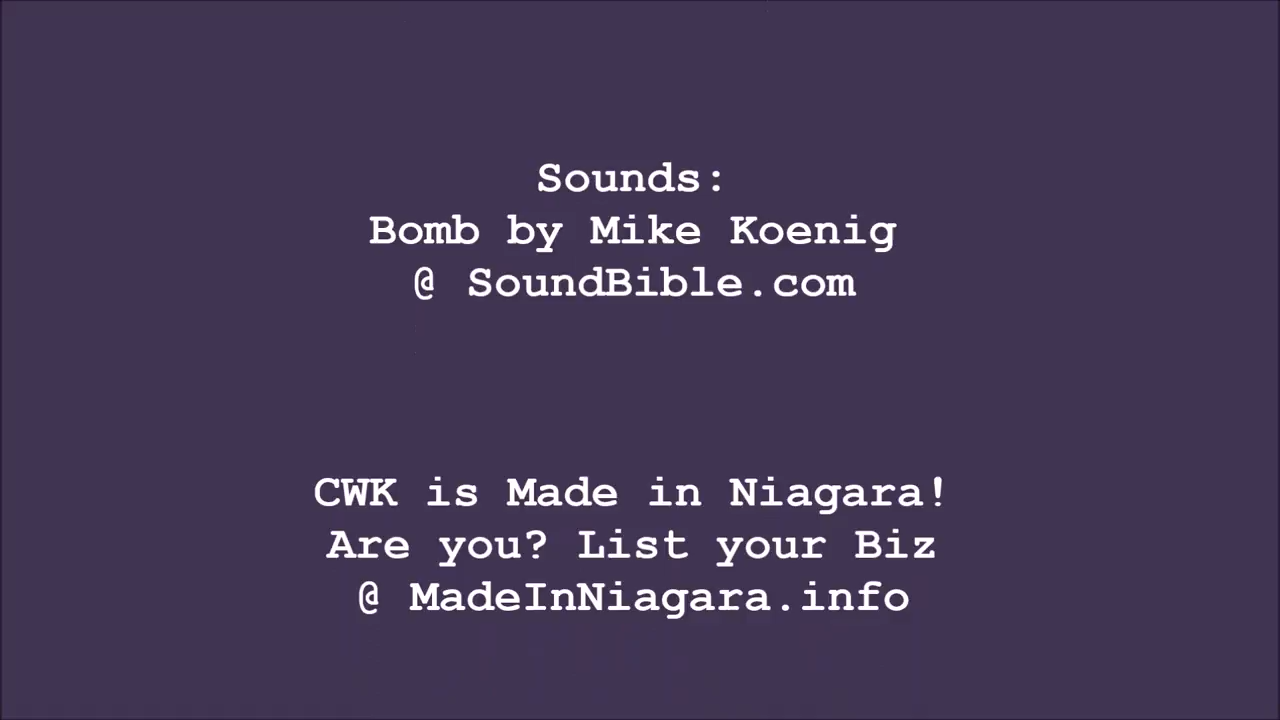 Sounds:
Bomb by Mike Koenig
@ SoundBible.com
CWK is Made in Niagara!
Are you? List your Biz
@ MadeInNiagara.info